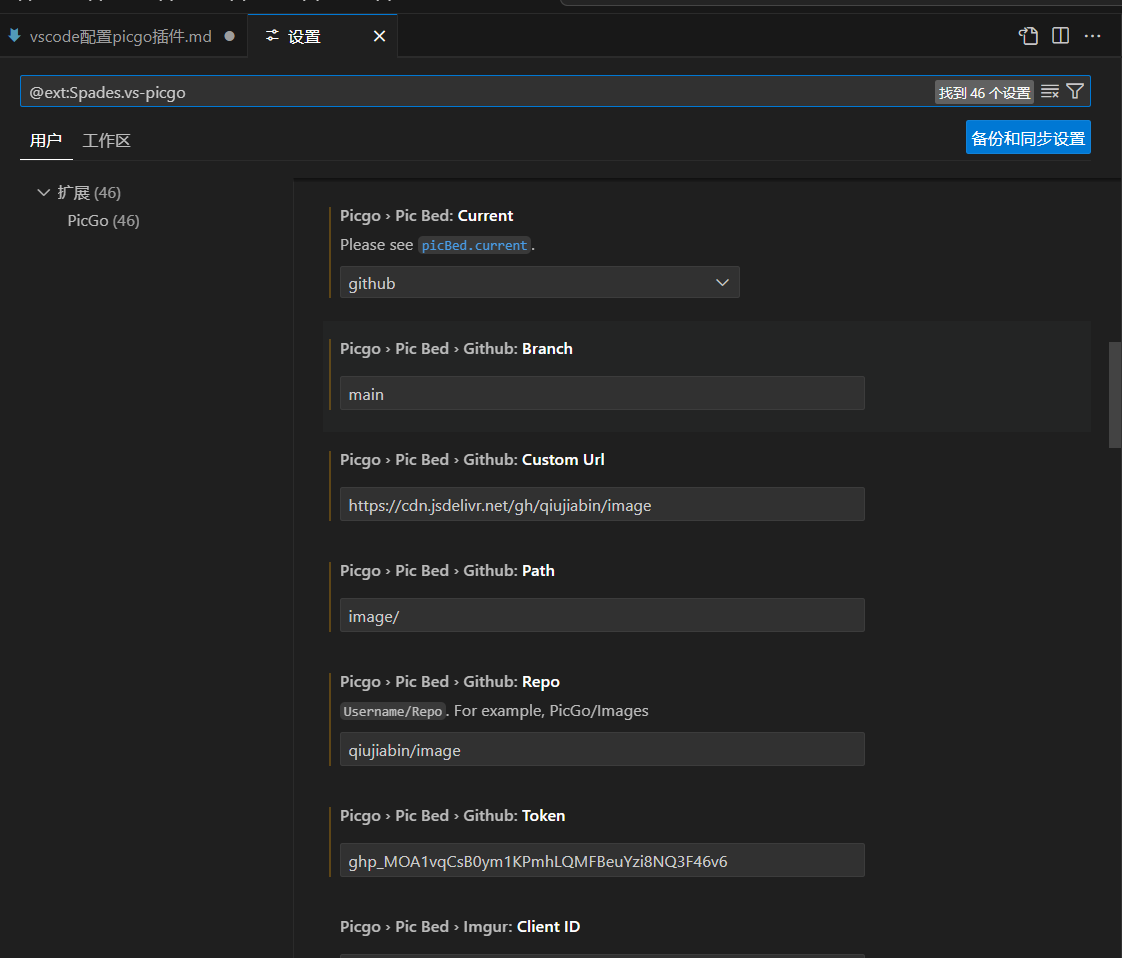 vscode配置picgo插件.md
设置
@ext:Spades.vs-picgo
找到 46 个设置
用户
工作区
备份和同步设置
扩展 (46)
PicGo (46)
Picgo › Pic Bed: Current
Please see picBed.current.
github
Picgo › Pic Bed › Github: Branch
main
Picgo › Pic Bed › Github: Custom Url
https://cdn.jsdelivr.net/gh/qiujiabin/image
Picgo › Pic Bed › Github: Path
image/
Picgo › Pic Bed › Github: Repo
Username/Repo. For example, PicGo/Images
qiujiabin/image
Picgo › Pic Bed › Github: Token
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
Picgo › Pic Bed › Imgur: Client ID